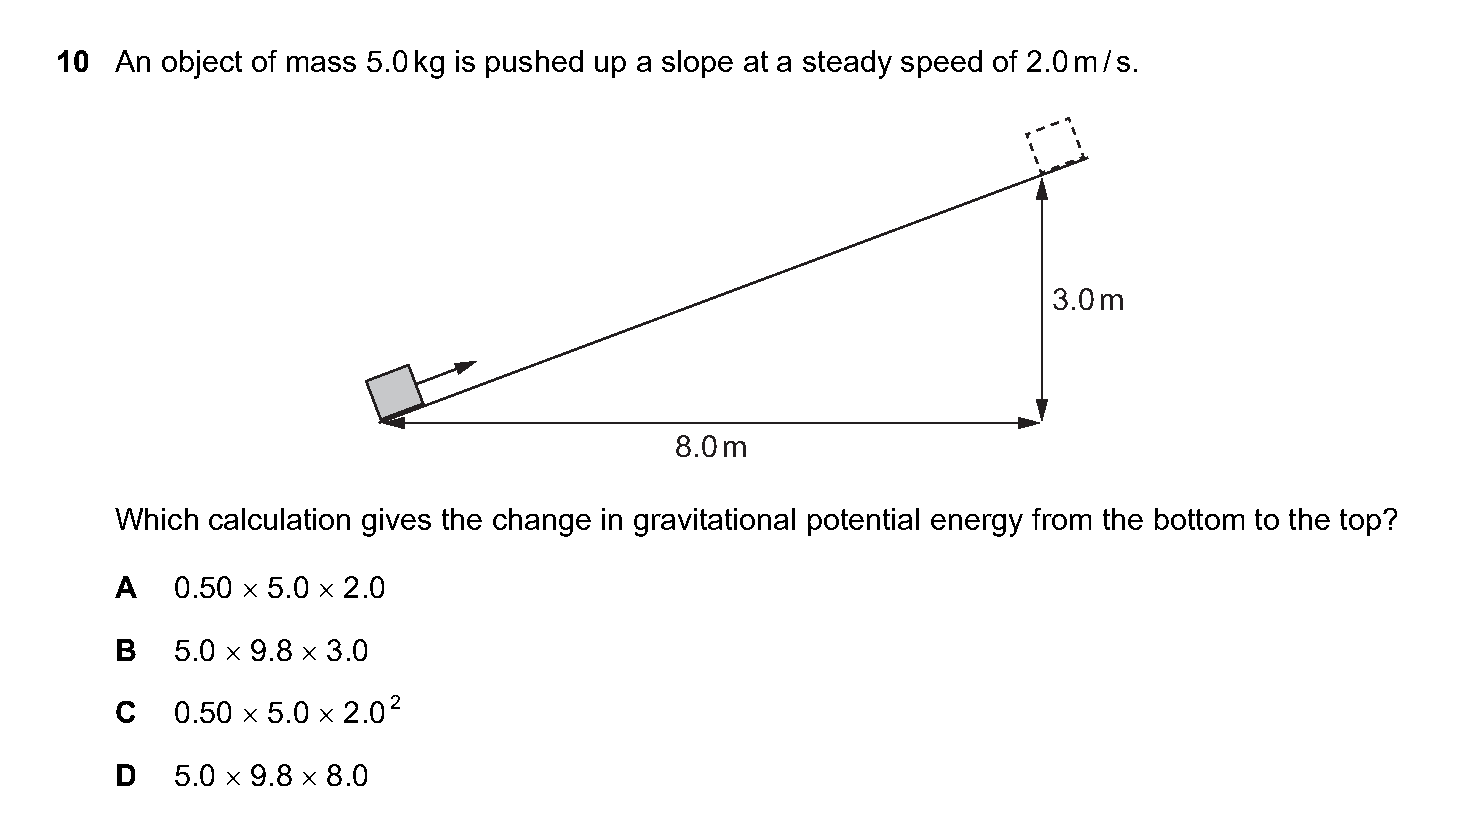 10 An object of mass 5.0 kg is pushed up a slope at a steady speed of 2.0 m / s.
3.0 m
8.0 m
Which calculation gives the change in gravitational potential energy from the bottom to the top?
A 0.50 × 5.0 × 2.0
B 5.0 × 9.8 × 3.0
C 0.50 × 5.0 × 2.0²
D 5.0 × 9.8 × 8.0